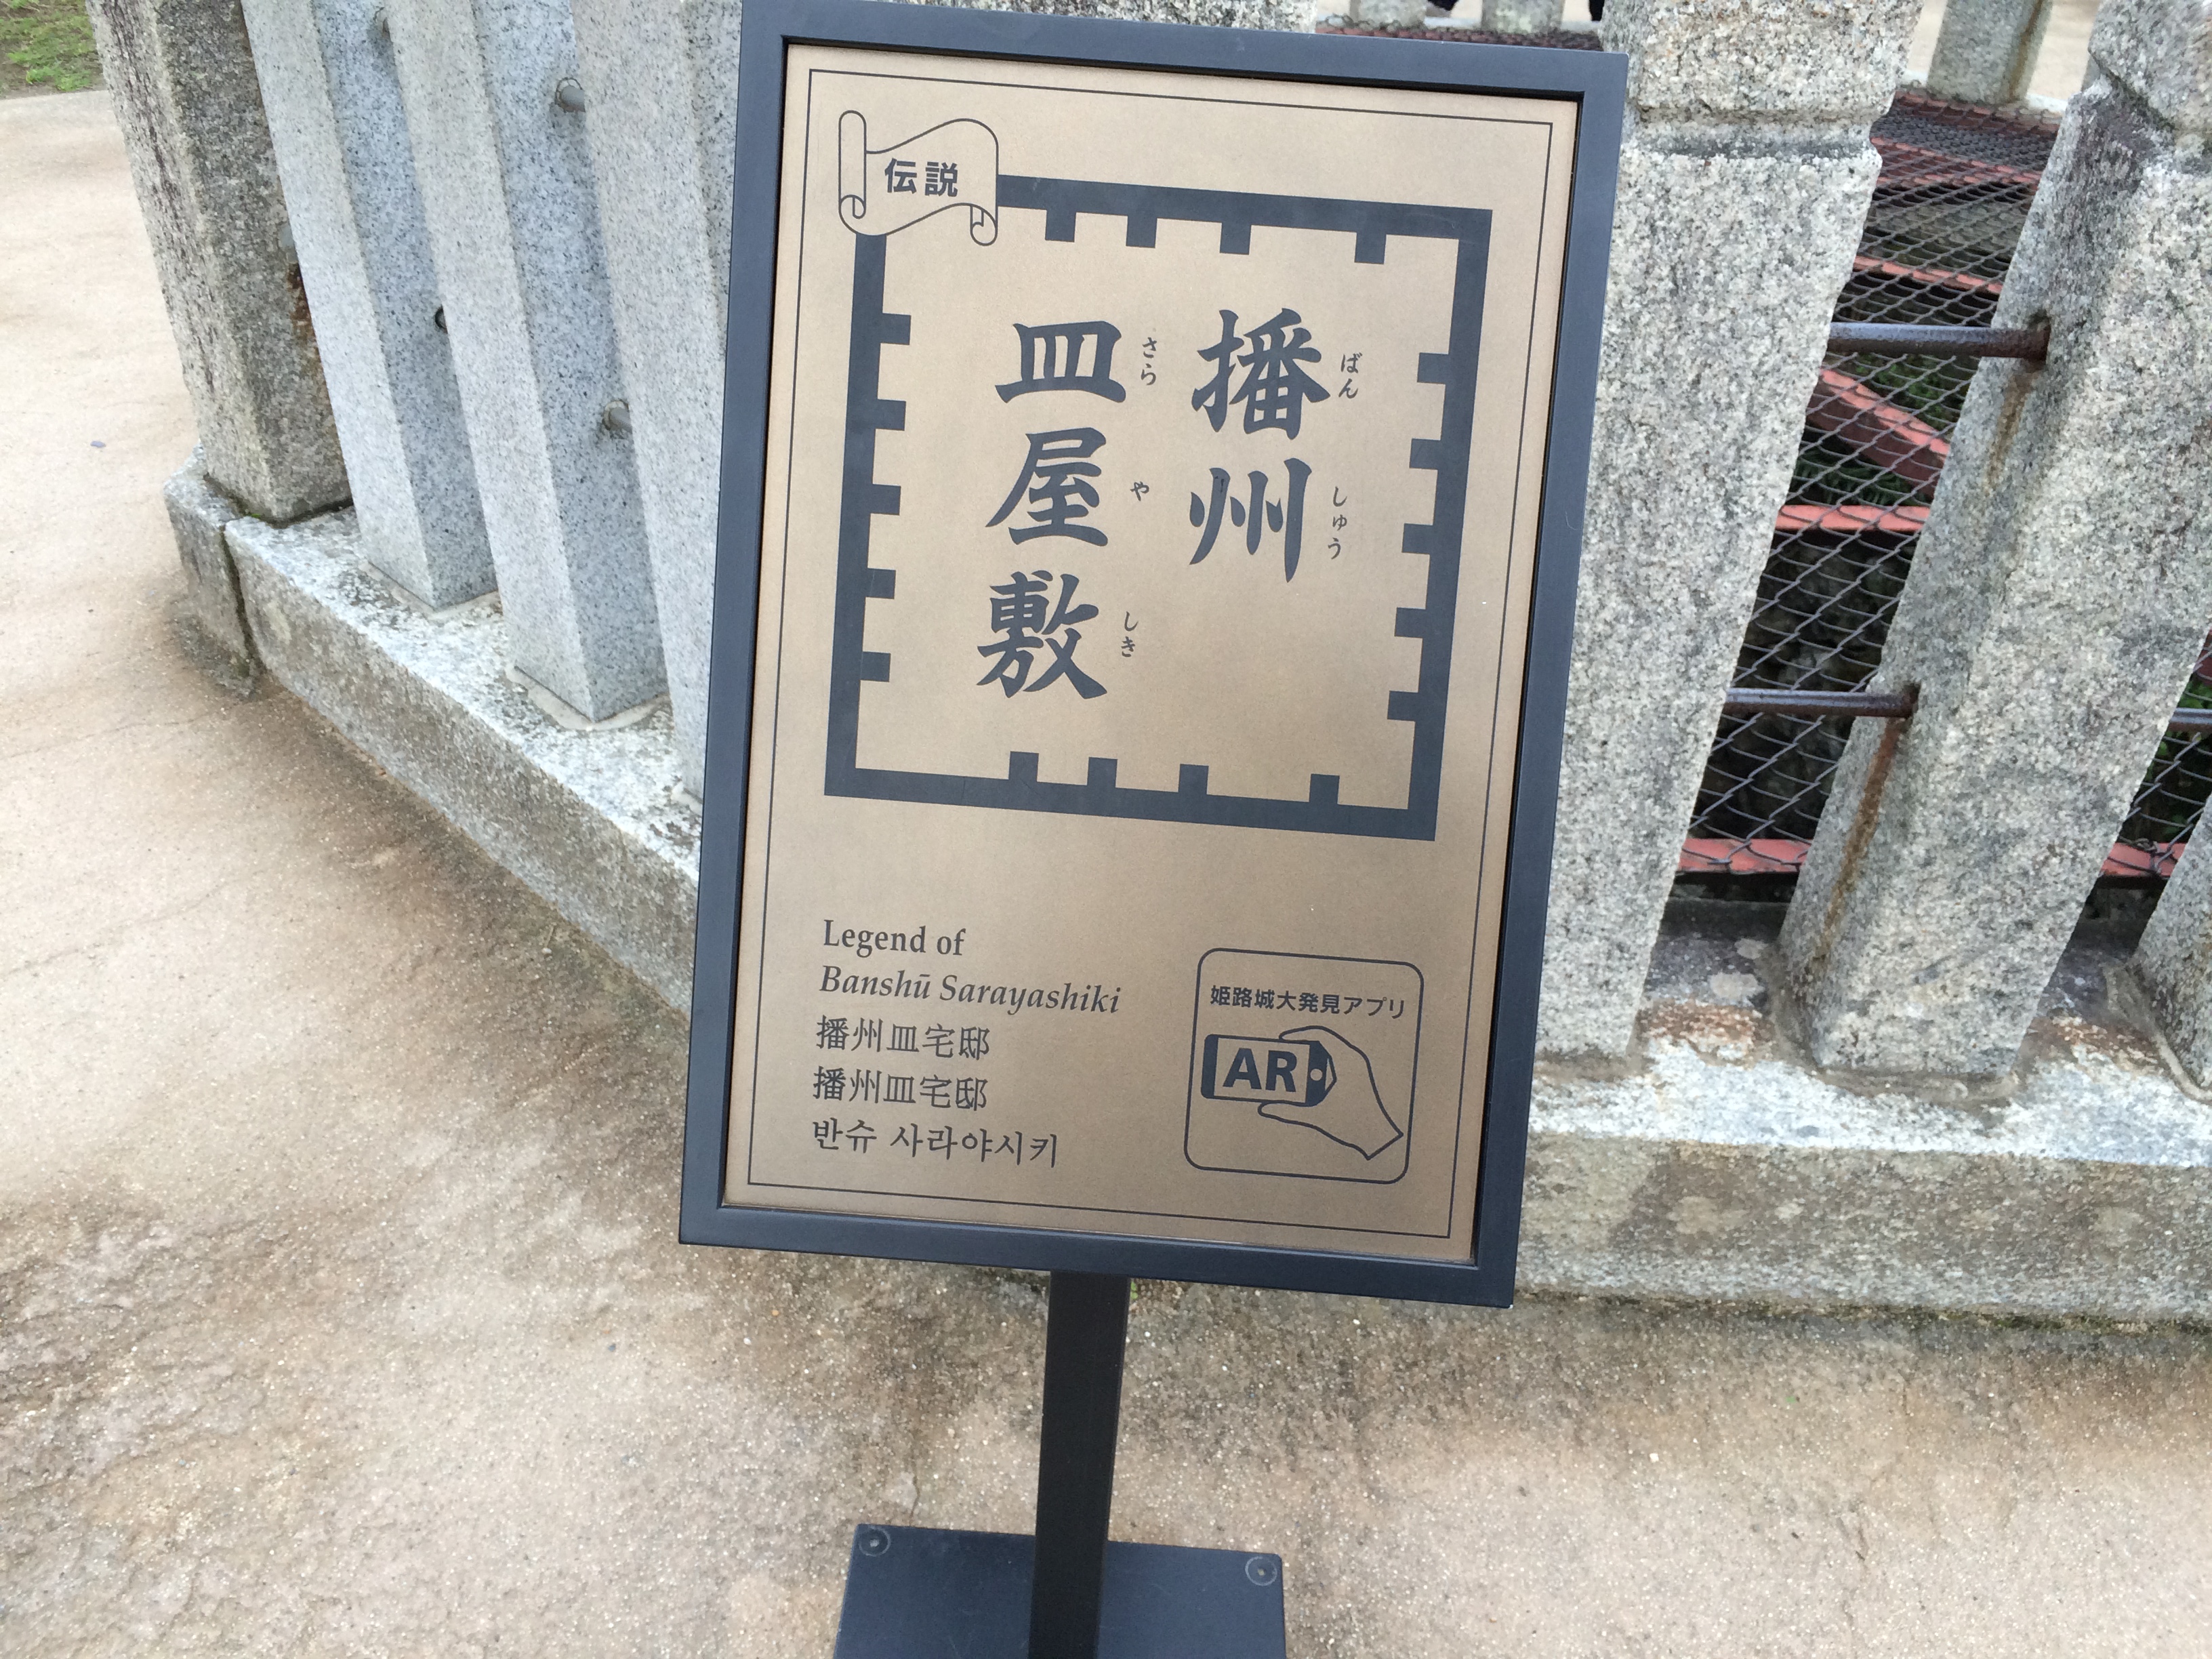 伝説
播州
ばんしゅう
皿屋敷
さらやしき
Legend of
Banshū Sarayashiki
播州皿宅邸
播州皿宅邸
반슈 사라야시키
姫路城大発見アプリ
AR